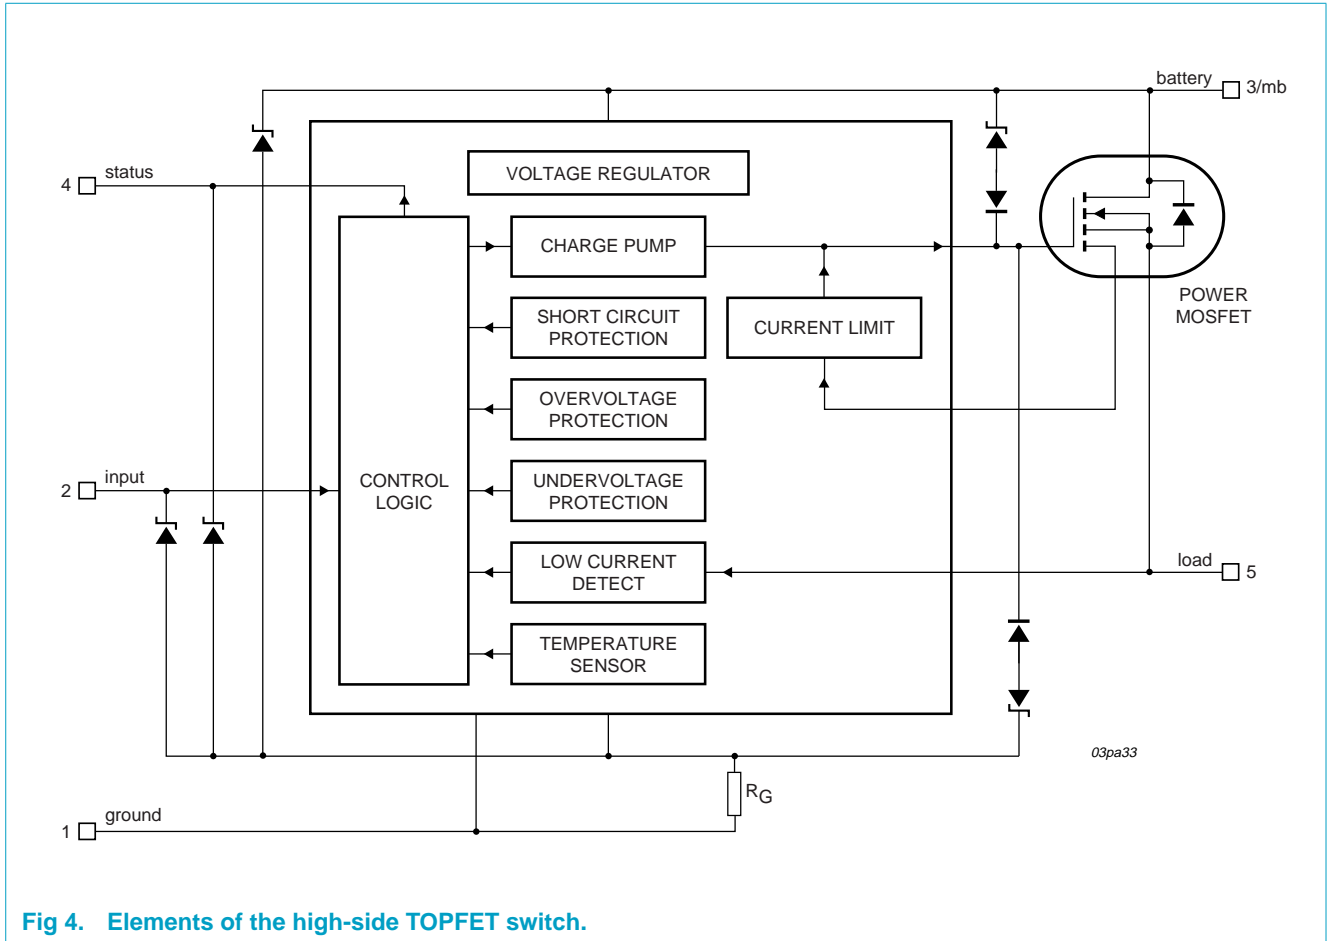 battery
3/mb
4
status
VOLTAGE REGULATOR
CHARGE PUMP
POWER
MOSFET
SHORT CIRCUIT
PROTECTION
CURRENT LIMIT
OVERVOLTAGE
PROTECTION
2
input
CONTROL
LOGIC
UNDERVOLTAGE
PROTECTION
LOW CURRENT
DETECT
load
5
TEMPERATURE
SENSOR
03pa33
RG
1
ground
Fig 4. Elements of the high-side TOPFET switch.